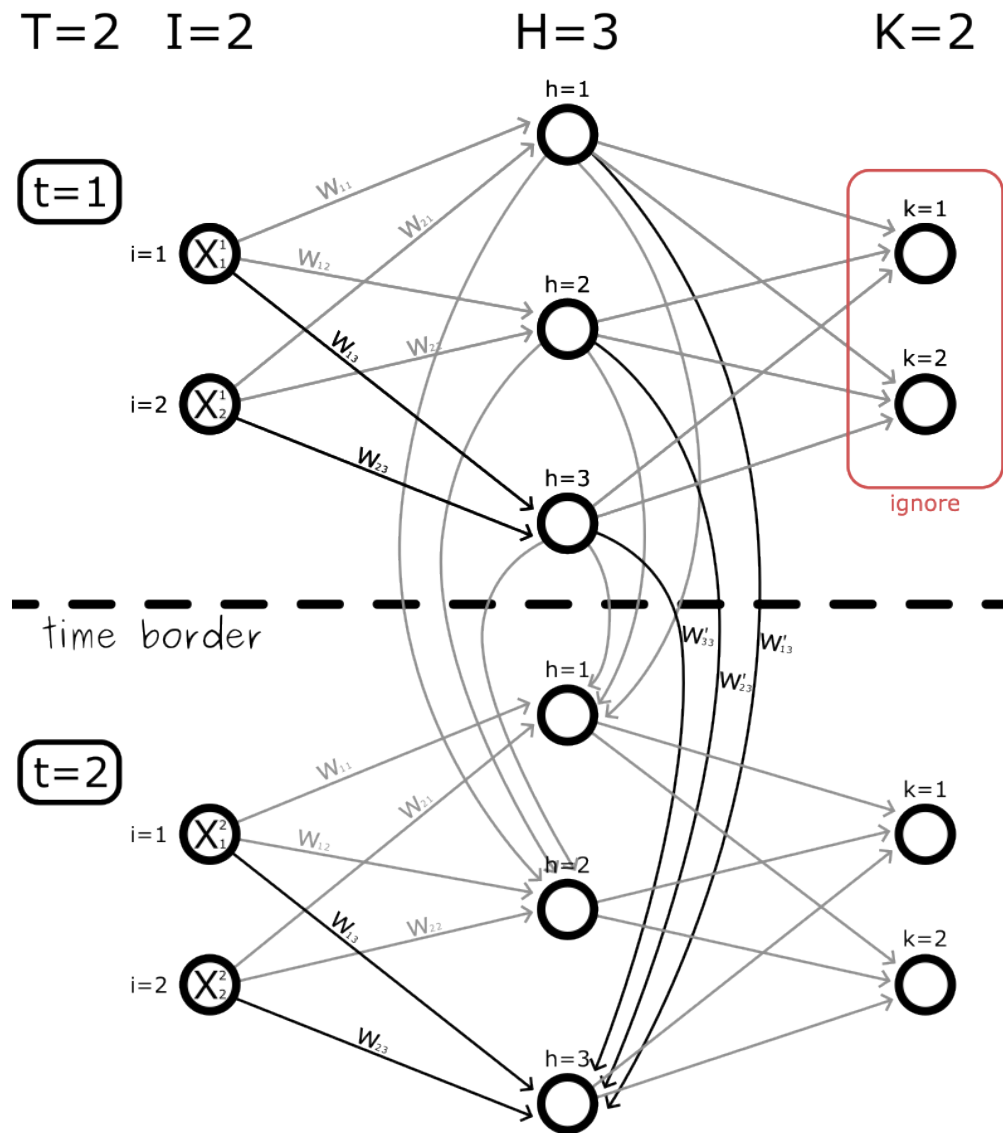 T=2 I=2 H=3 K=2
h=1
t=1
W₁₁
W₂₁
k=1
i=1 X¹₁
W₁₂
h=2
W₁₃
W₂₂
k=2
i=2 X¹₂
W₂₃
h=3
ignore
time border
W'₃₃
W'₁₃
W'₂₃
h=1
t=2
W₁₁
W₂₁
k=1
i=1 X²₁
W₁₂
h=2
W₁₃
W₂₂
k=2
i=2 X²₂
W₂₃
h=3